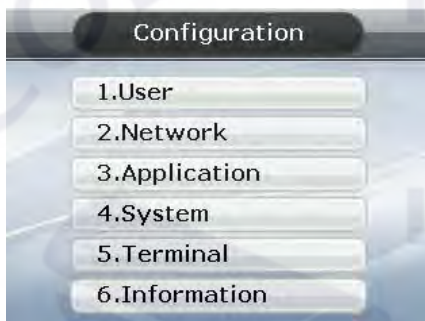 Configuration
1.User
2.Network
3.Application
4.System
5.Terminal
6.Information